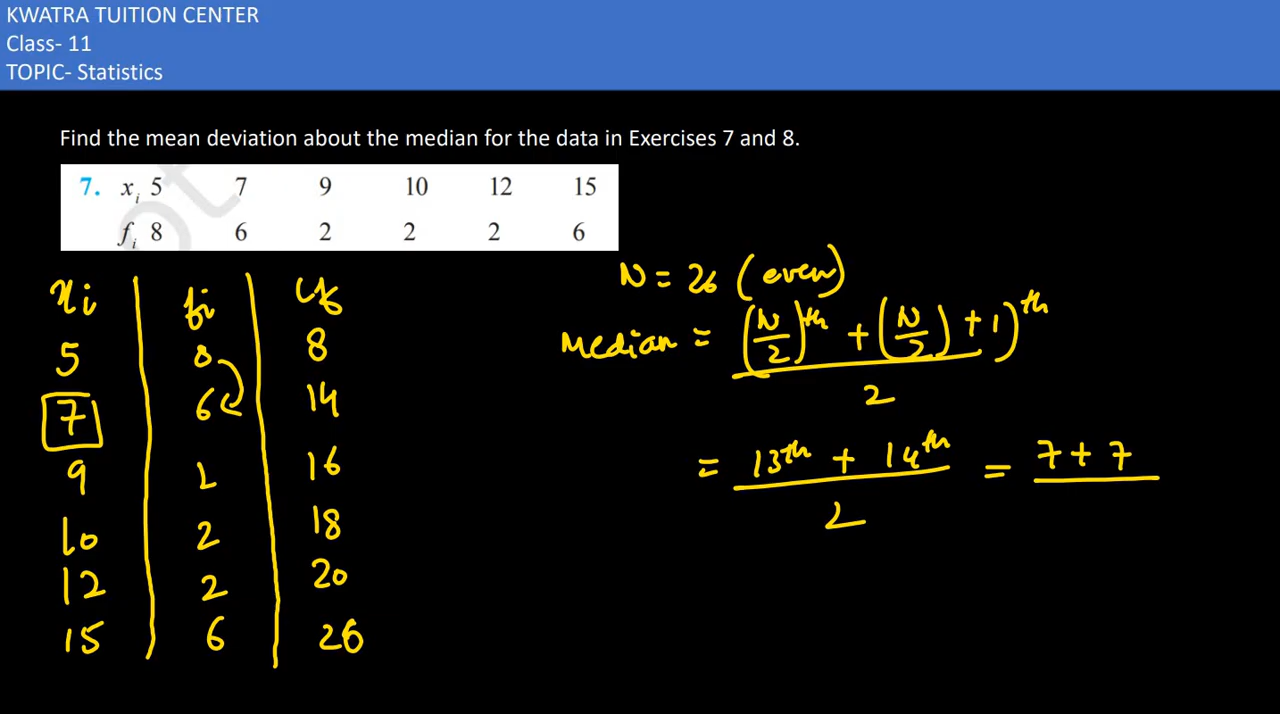 KWATRA TUITION CENTER
Class- 11
TOPIC- Statistics
Find the mean deviation about the median for the data in Exercises 7 and 8.
7. xᵢ 5 7 9 10 12 15
fᵢ 8 6 2 2 2 6
xi fi cf
5 8 8
7 6 14
9 2 16
10 2 18
12 2 20
15 6 26
N = 26 (even)
Median = (N/2)th + (N/2) + 1)th
2
= 13th + 14th = 7 + 7
2